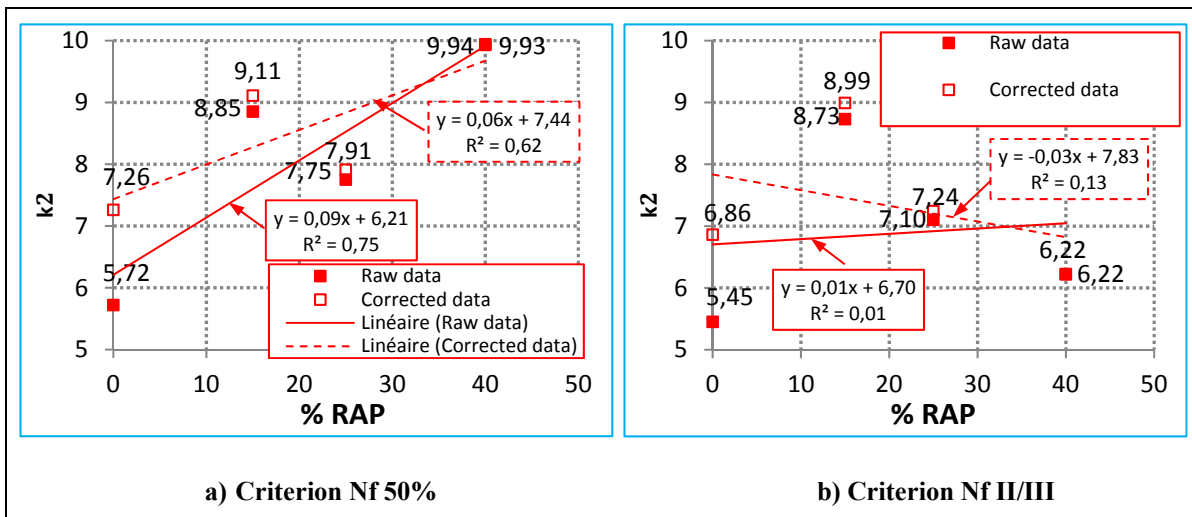 10
9
8
7
6
5
k2
0 10 20 30 40 50
% RAP
9,11
8,85
9,94 9,93
7,91
7,75
7,26
5,72
y = 0,06x + 7,44
R² = 0,62
y = 0,09x + 6,21
R² = 0,75
Raw data
Corrected data
Linéaire (Raw data)
Linéaire (Corrected data)
a) Criterion Nf 50%
10
9
8
7
6
5
k2
0 10 20 30 40 50
% RAP
Raw data
Corrected data
8,99
8,73
y = -0,03x + 7,83
R² = 0,13
7,24
7,10
6,86
6,22
6,22
5,45
y = 0,01x + 6,70
R² = 0,01
b) Criterion Nf II/III